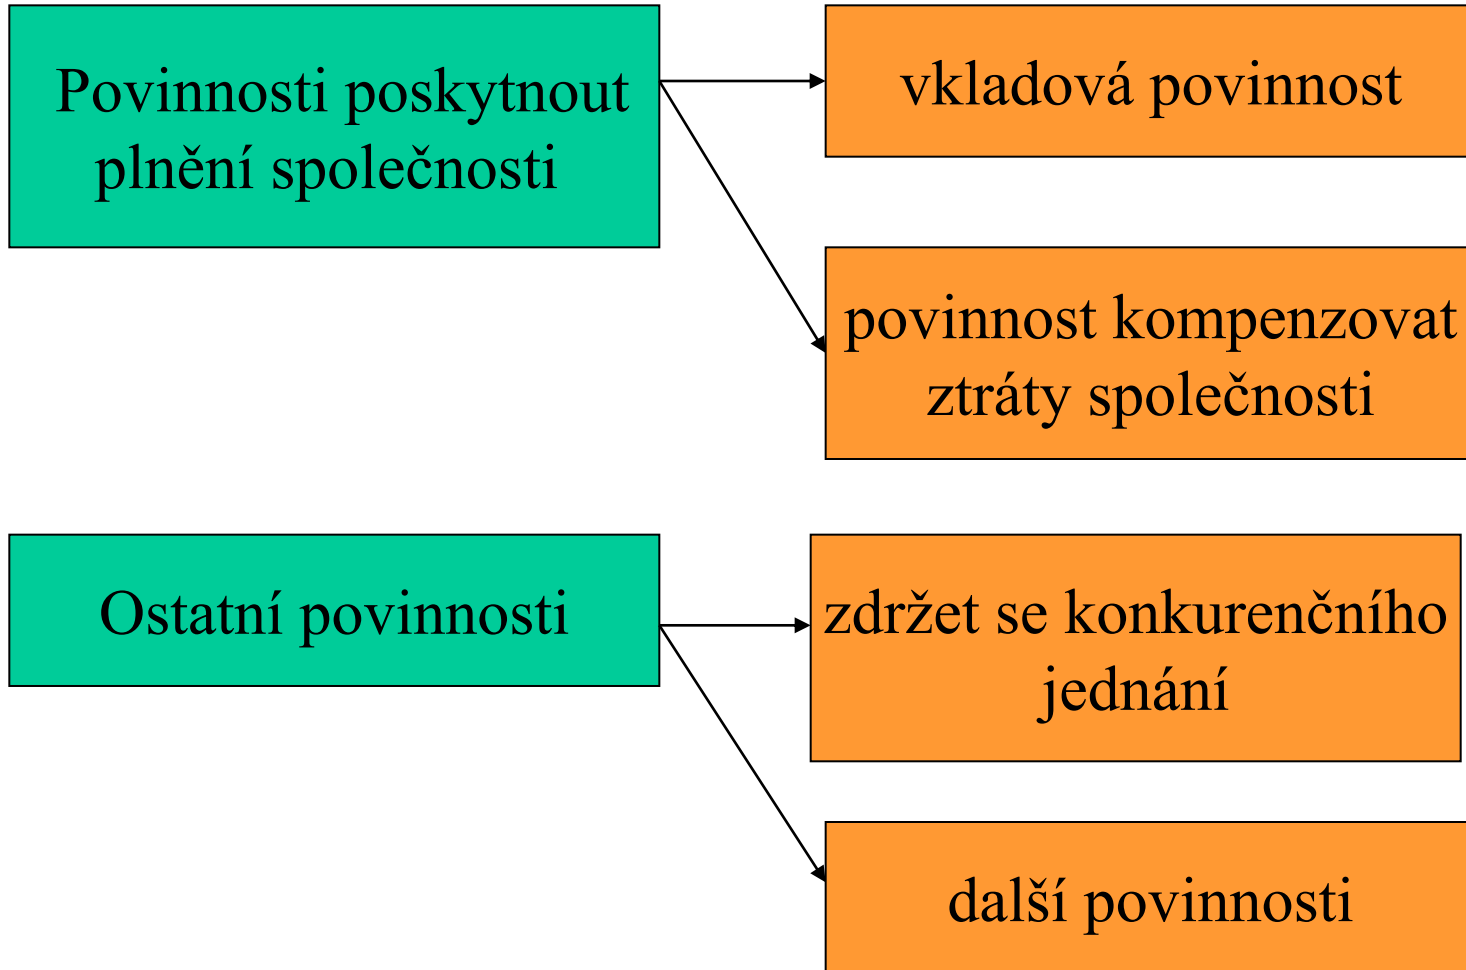 Povinnosti poskytnout
plnění společnosti
vkladová povinnost
povinnost kompenzovat
ztráty společnosti
Ostatní povinnosti
zdržet se konkurenčního
jednání
další povinnosti